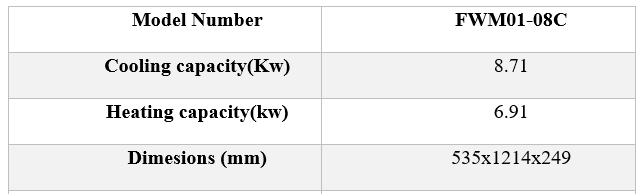 Model Number FWM01-08C
Cooling capacity(Kw) 8.71
Heating capacity(kw) 6.91
Dimesions (mm) 535x1214x249